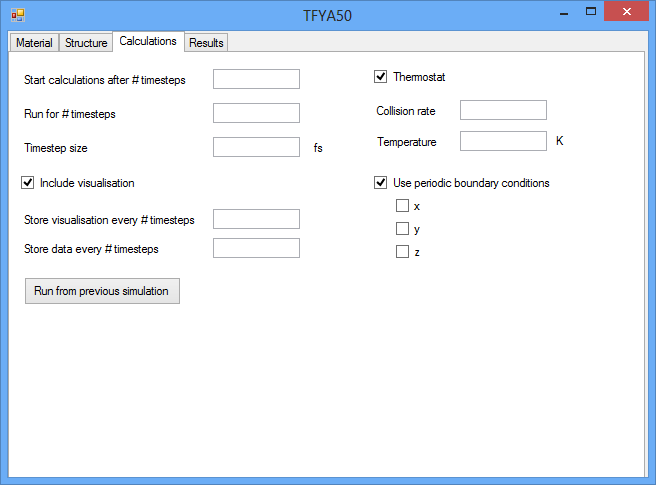 TFYA50
Material Structure Calculations Results
Start calculations after # timesteps
Run for # timesteps
Timestep size fs
Include visualisation
Store visualisation every # timesteps
Store data every # timesteps
Run from previous simulation
Thermostat
Collision rate
Temperature K
Use periodic boundary conditions
x
y
z